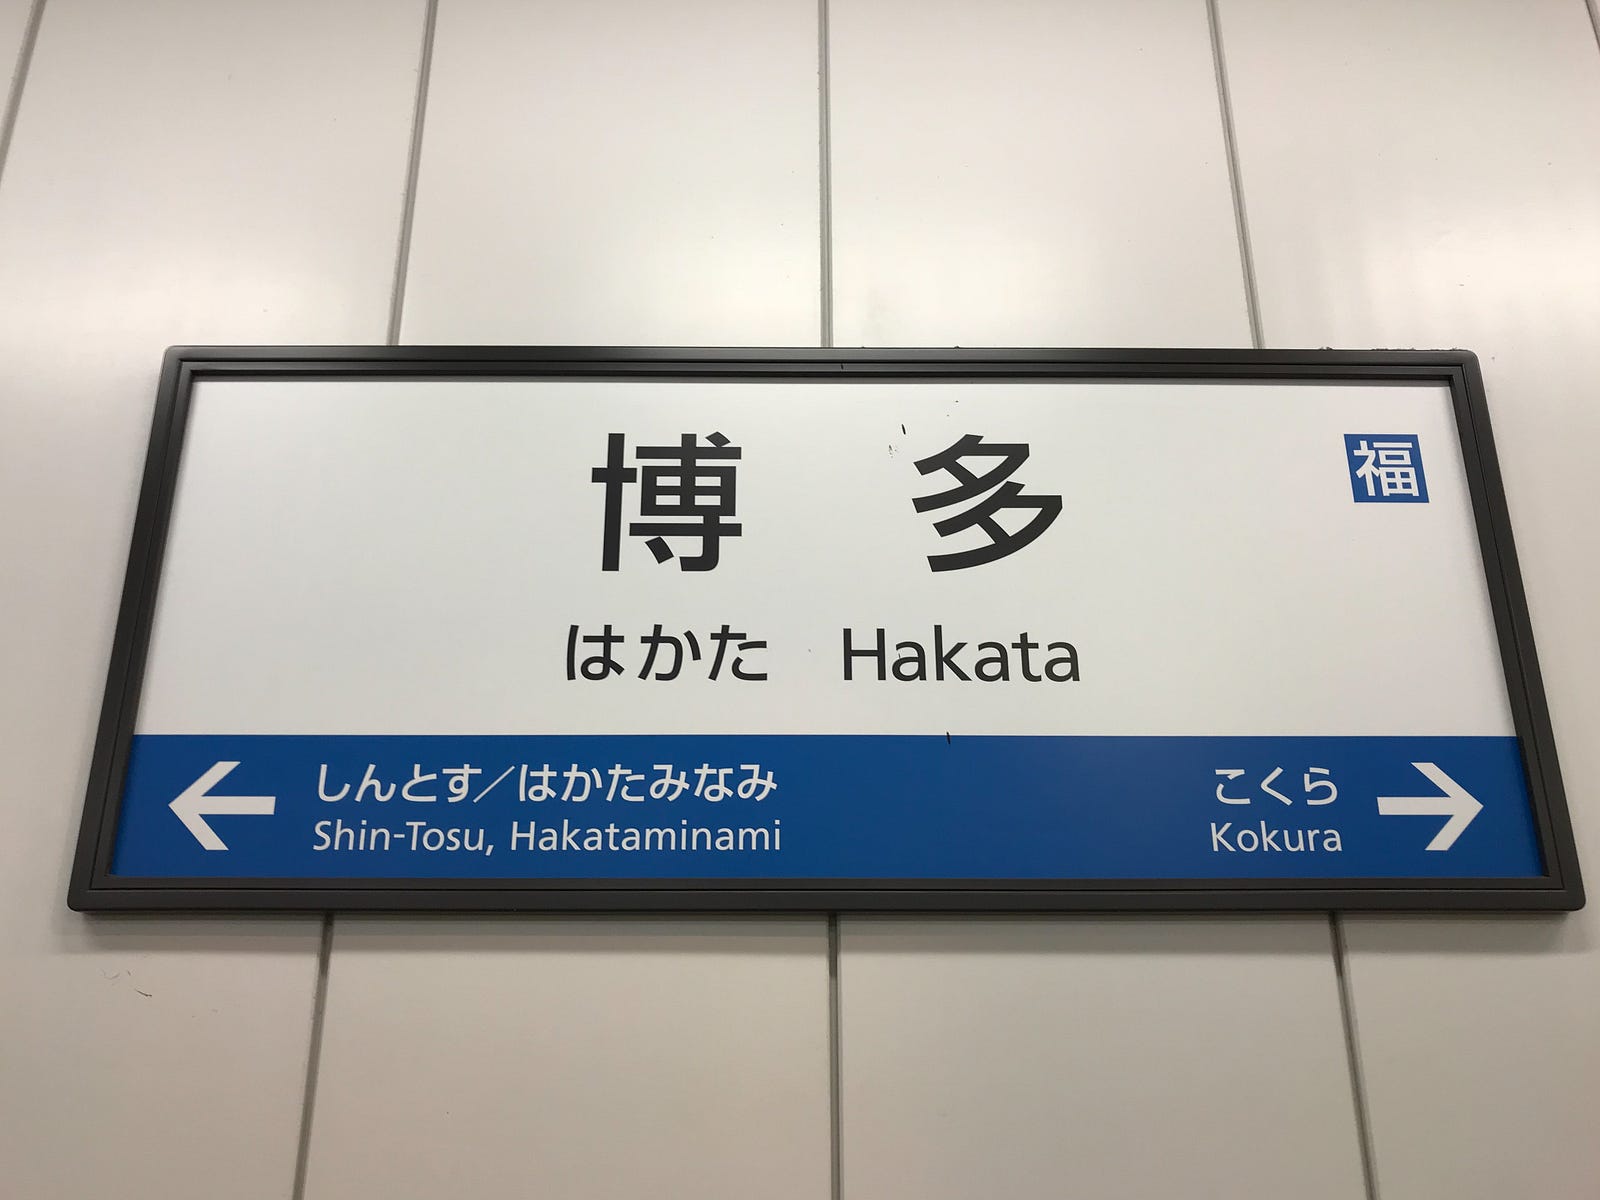 博多
福
はかた Hakata
しんとす／はかたみなみ
Shin-Tosu, Hakataminami
こくら
Kokura